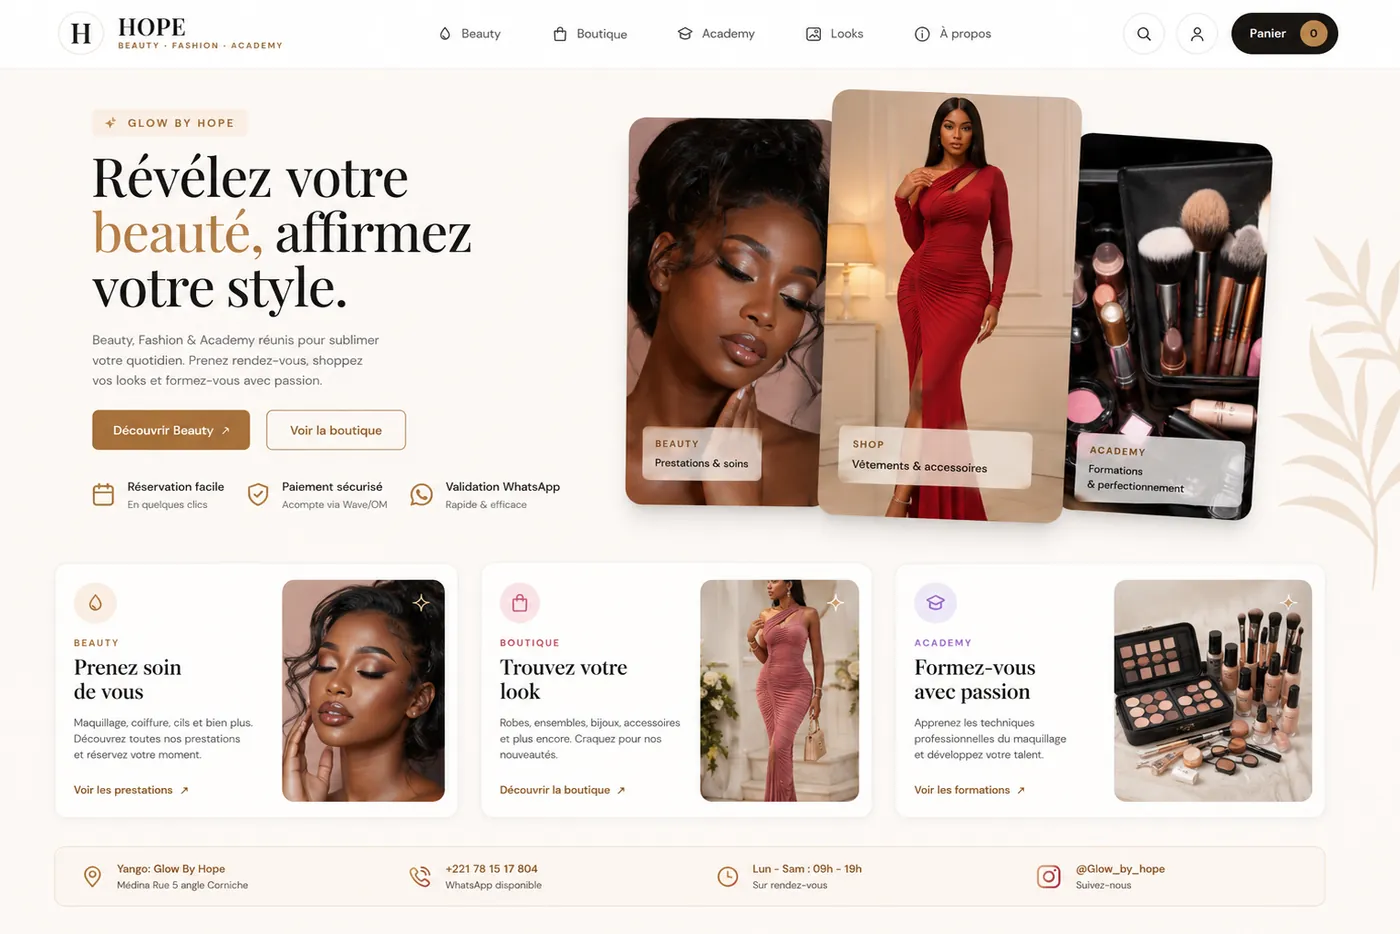 H
HOPE
BEAUTY · FASHION · ACADEMY
Beauty
Boutique
Academy
Looks
À propos
Panier 0
GLOW BY HOPE
Révélez votre
beauté, affirmez
votre style.
Beauty, Fashion & Academy réunis pour sublimer
votre quotidien. Prenez rendez-vous, shoppez
vos looks et formez-vous avec passion.
Découvrir Beauty ↗
Voir la boutique
Réservation facile
En quelques clics
Paiement sécurisé
Acompte via Wave/OM
Validation WhatsApp
Rapide & efficace
BEAUTY
Prestations & soins
SHOP
Vêtements & accessoires
ACADEMY
Formations
& perfectionnement
BEAUTY
Prenez soin
de vous
Maquillage, coiffure, cils et bien plus.
Découvrez toutes nos prestations
et réservez votre moment.
Voir les prestations ↗
BOUTIQUE
Trouvez votre
look
Robes, ensembles, bijoux, accessoires
et plus encore. Craquez pour nos
nouveautés.
Découvrir la boutique ↗
ACADEMY
Formez-vous
avec passion
Apprenez les techniques
professionnelles du maquillage
et développez votre talent.
Voir les formations ↗
Yango: Glow By Hope
Médina Rue 5 angle Corniche
+221 78 15 17 804
WhatsApp disponible
Lun - Sam : 09h - 19h
Sur rendez-vous
@Glow_by_hope
Suivez-nous